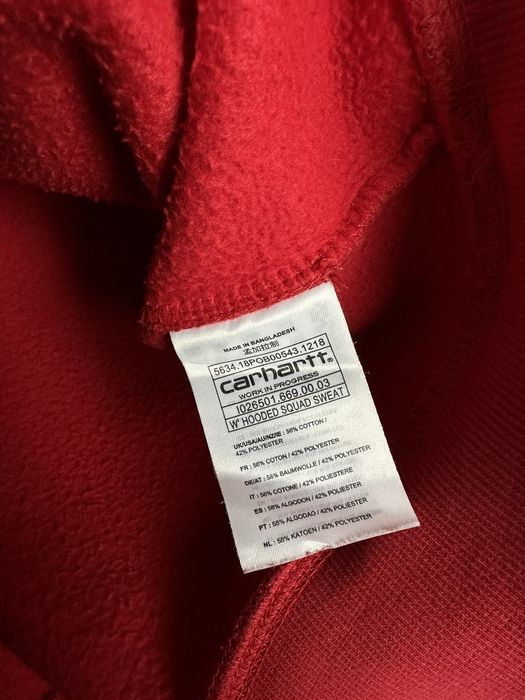 MADE IN BANGLADESH
孟加拉制
5634.18POB00543.1218
carhartt®
WORK IN PROGRESS
I026501.669.00.03
W' HOODED SQUAD SWEAT
UK/USA/AU/NZ/IE : 58% COTTON /
42% POLYESTER
FR : 58% COTON / 42% POLYESTER
DE/AT : 58% BAUMWOLLE / 42% POLYESTER
IT : 58% COTONE / 42% POLIESTERE
ES : 58% ALGODON / 42% POLIESTER
PT : 58% ALGODAO / 42% POLIESTER
NL : 58% KATOEN / 42% POLYESTER